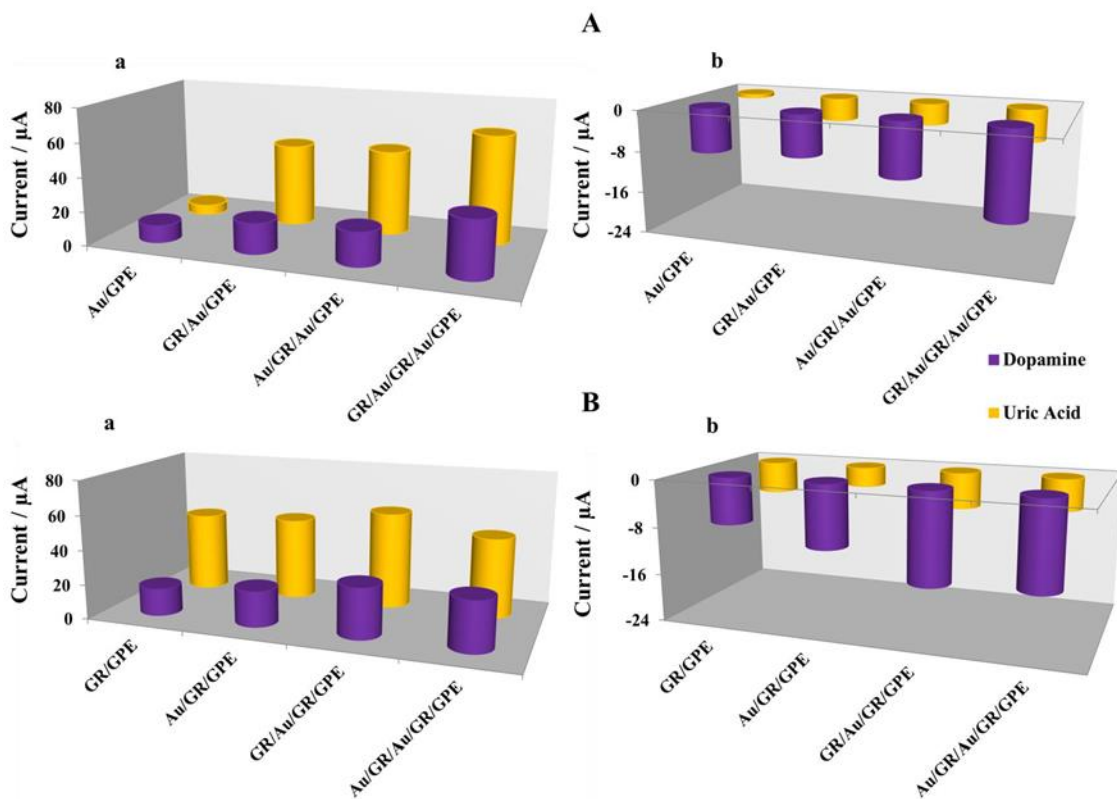 A
a
Current / µA
80
60
40
20
0
Au/GPE
GR/Au/GPE
Au/GR/Au/GPE
GR/Au/GR/Au/GPE
b
Current / µA
0
-8
-16
-24
Au/GPE
GR/Au/GPE
Au/GR/Au/GPE
GR/Au/GR/Au/GPE
Dopamine
Uric Acid
B
a
Current / µA
80
60
40
20
0
GR/GPE
Au/GR/GPE
GR/Au/GR/GPE
Au/GR/Au/GR/GPE
b
Current / µA
0
-8
-16
-24
GR/GPE
Au/GR/GPE
GR/Au/GR/GPE
Au/GR/Au/GR/GPE